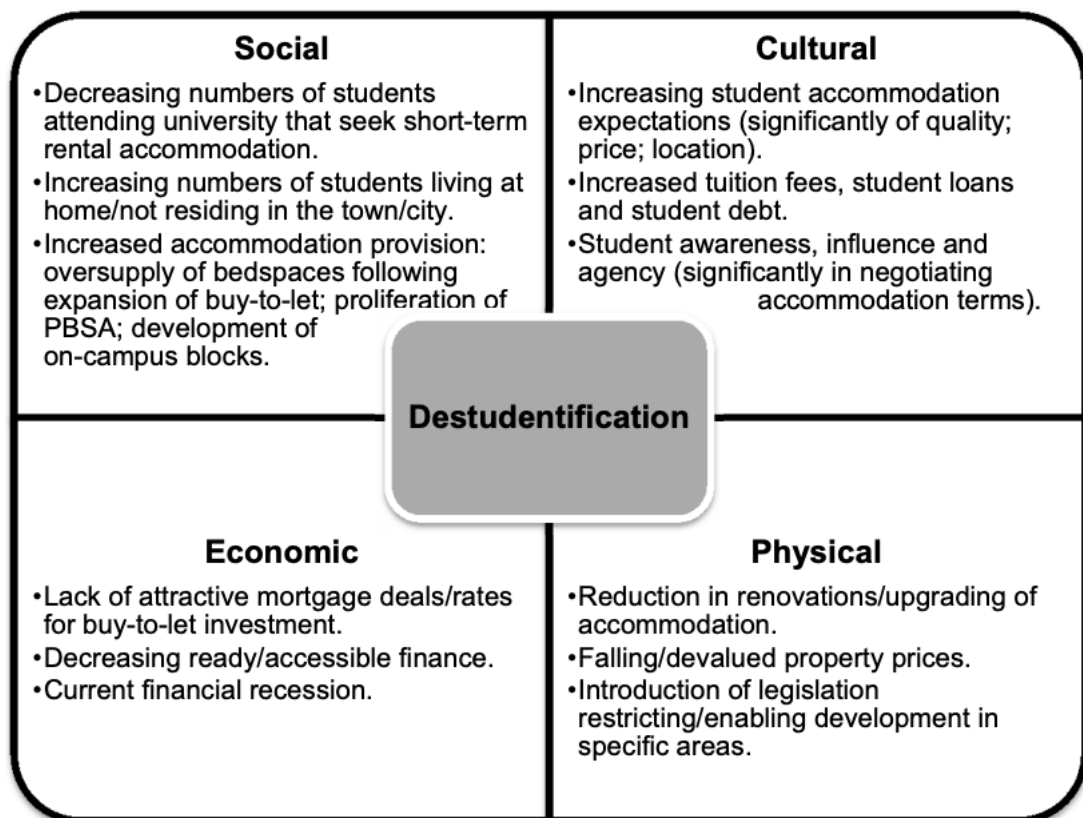 Social
•Decreasing numbers of students
attending university that seek short-term
rental accommodation.
•Increasing numbers of students living at
home/not residing in the town/city.
•Increased accommodation provision:
oversupply of bedspaces following
expansion of buy-to-let; proliferation of
PBSA; development of
on-campus blocks.
Cultural
•Increasing student accommodation
expectations (significantly of quality;
price; location).
•Increased tuition fees, student loans
and student debt.
•Student awareness, influence and
agency (significantly in negotiating
accommodation terms).
Destudentification
Economic
•Lack of attractive mortgage deals/rates
for buy-to-let investment.
•Decreasing ready/accessible finance.
•Current financial recession.
Physical
•Reduction in renovations/upgrading of
accommodation.
•Falling/devalued property prices.
•Introduction of legislation
restricting/enabling development in
specific areas.